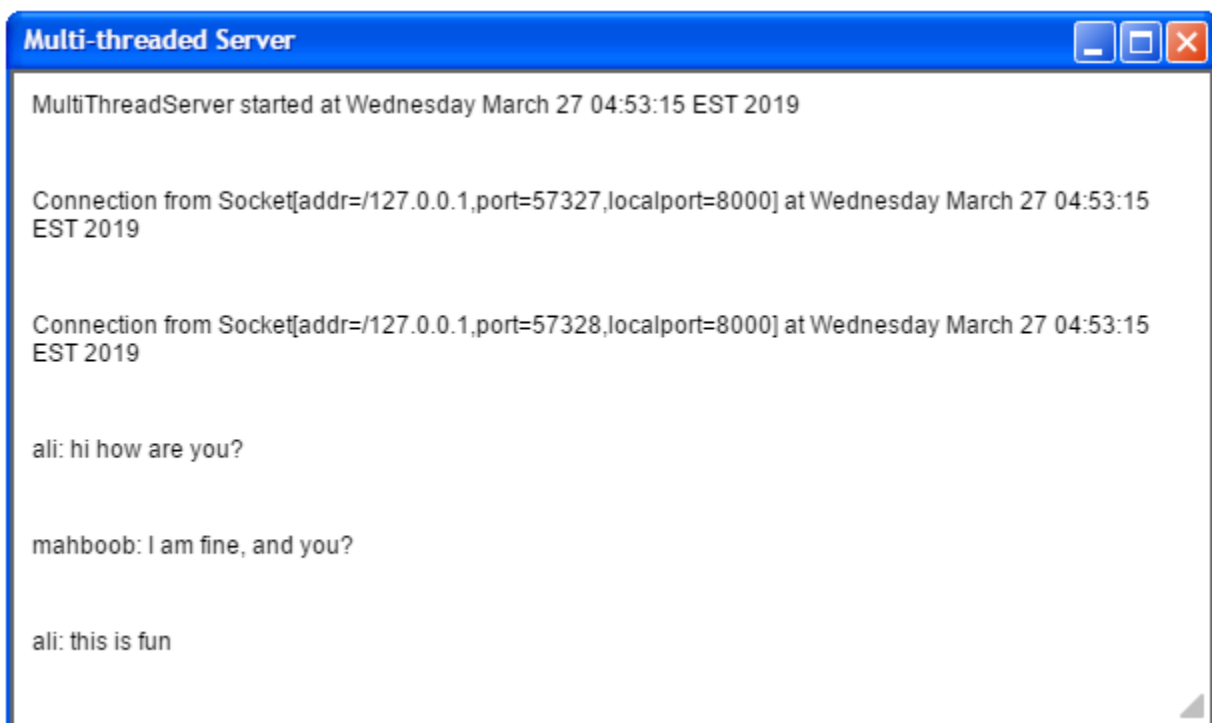 Multi-threaded Server
MultiThreadServer started at Wednesday March 27 04:53:15 EST 2019
Connection from Socket[addr=/127.0.0.1,port=57327,localport=8000] at Wednesday March 27 04:53:15
EST 2019
Connection from Socket[addr=/127.0.0.1,port=57328,localport=8000] at Wednesday March 27 04:53:15
EST 2019
ali: hi how are you?
mahboob: I am fine, and you?
ali: this is fun